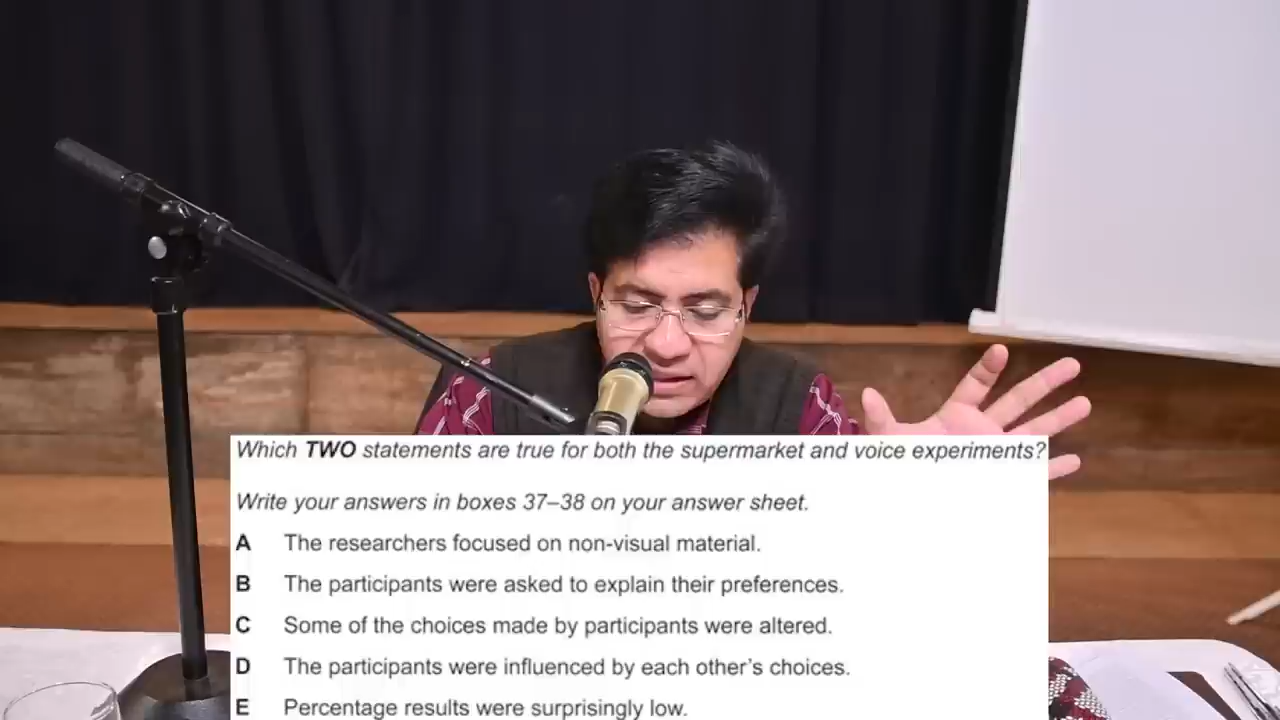 Which TWO statements are true for both the supermarket and voice experiments?
Write your answers in boxes 37–38 on your answer sheet.
A The researchers focused on non-visual material.
B The participants were asked to explain their preferences.
C Some of the choices made by participants were altered.
D The participants were influenced by each other's choices.
E Percentage results were surprisingly low.